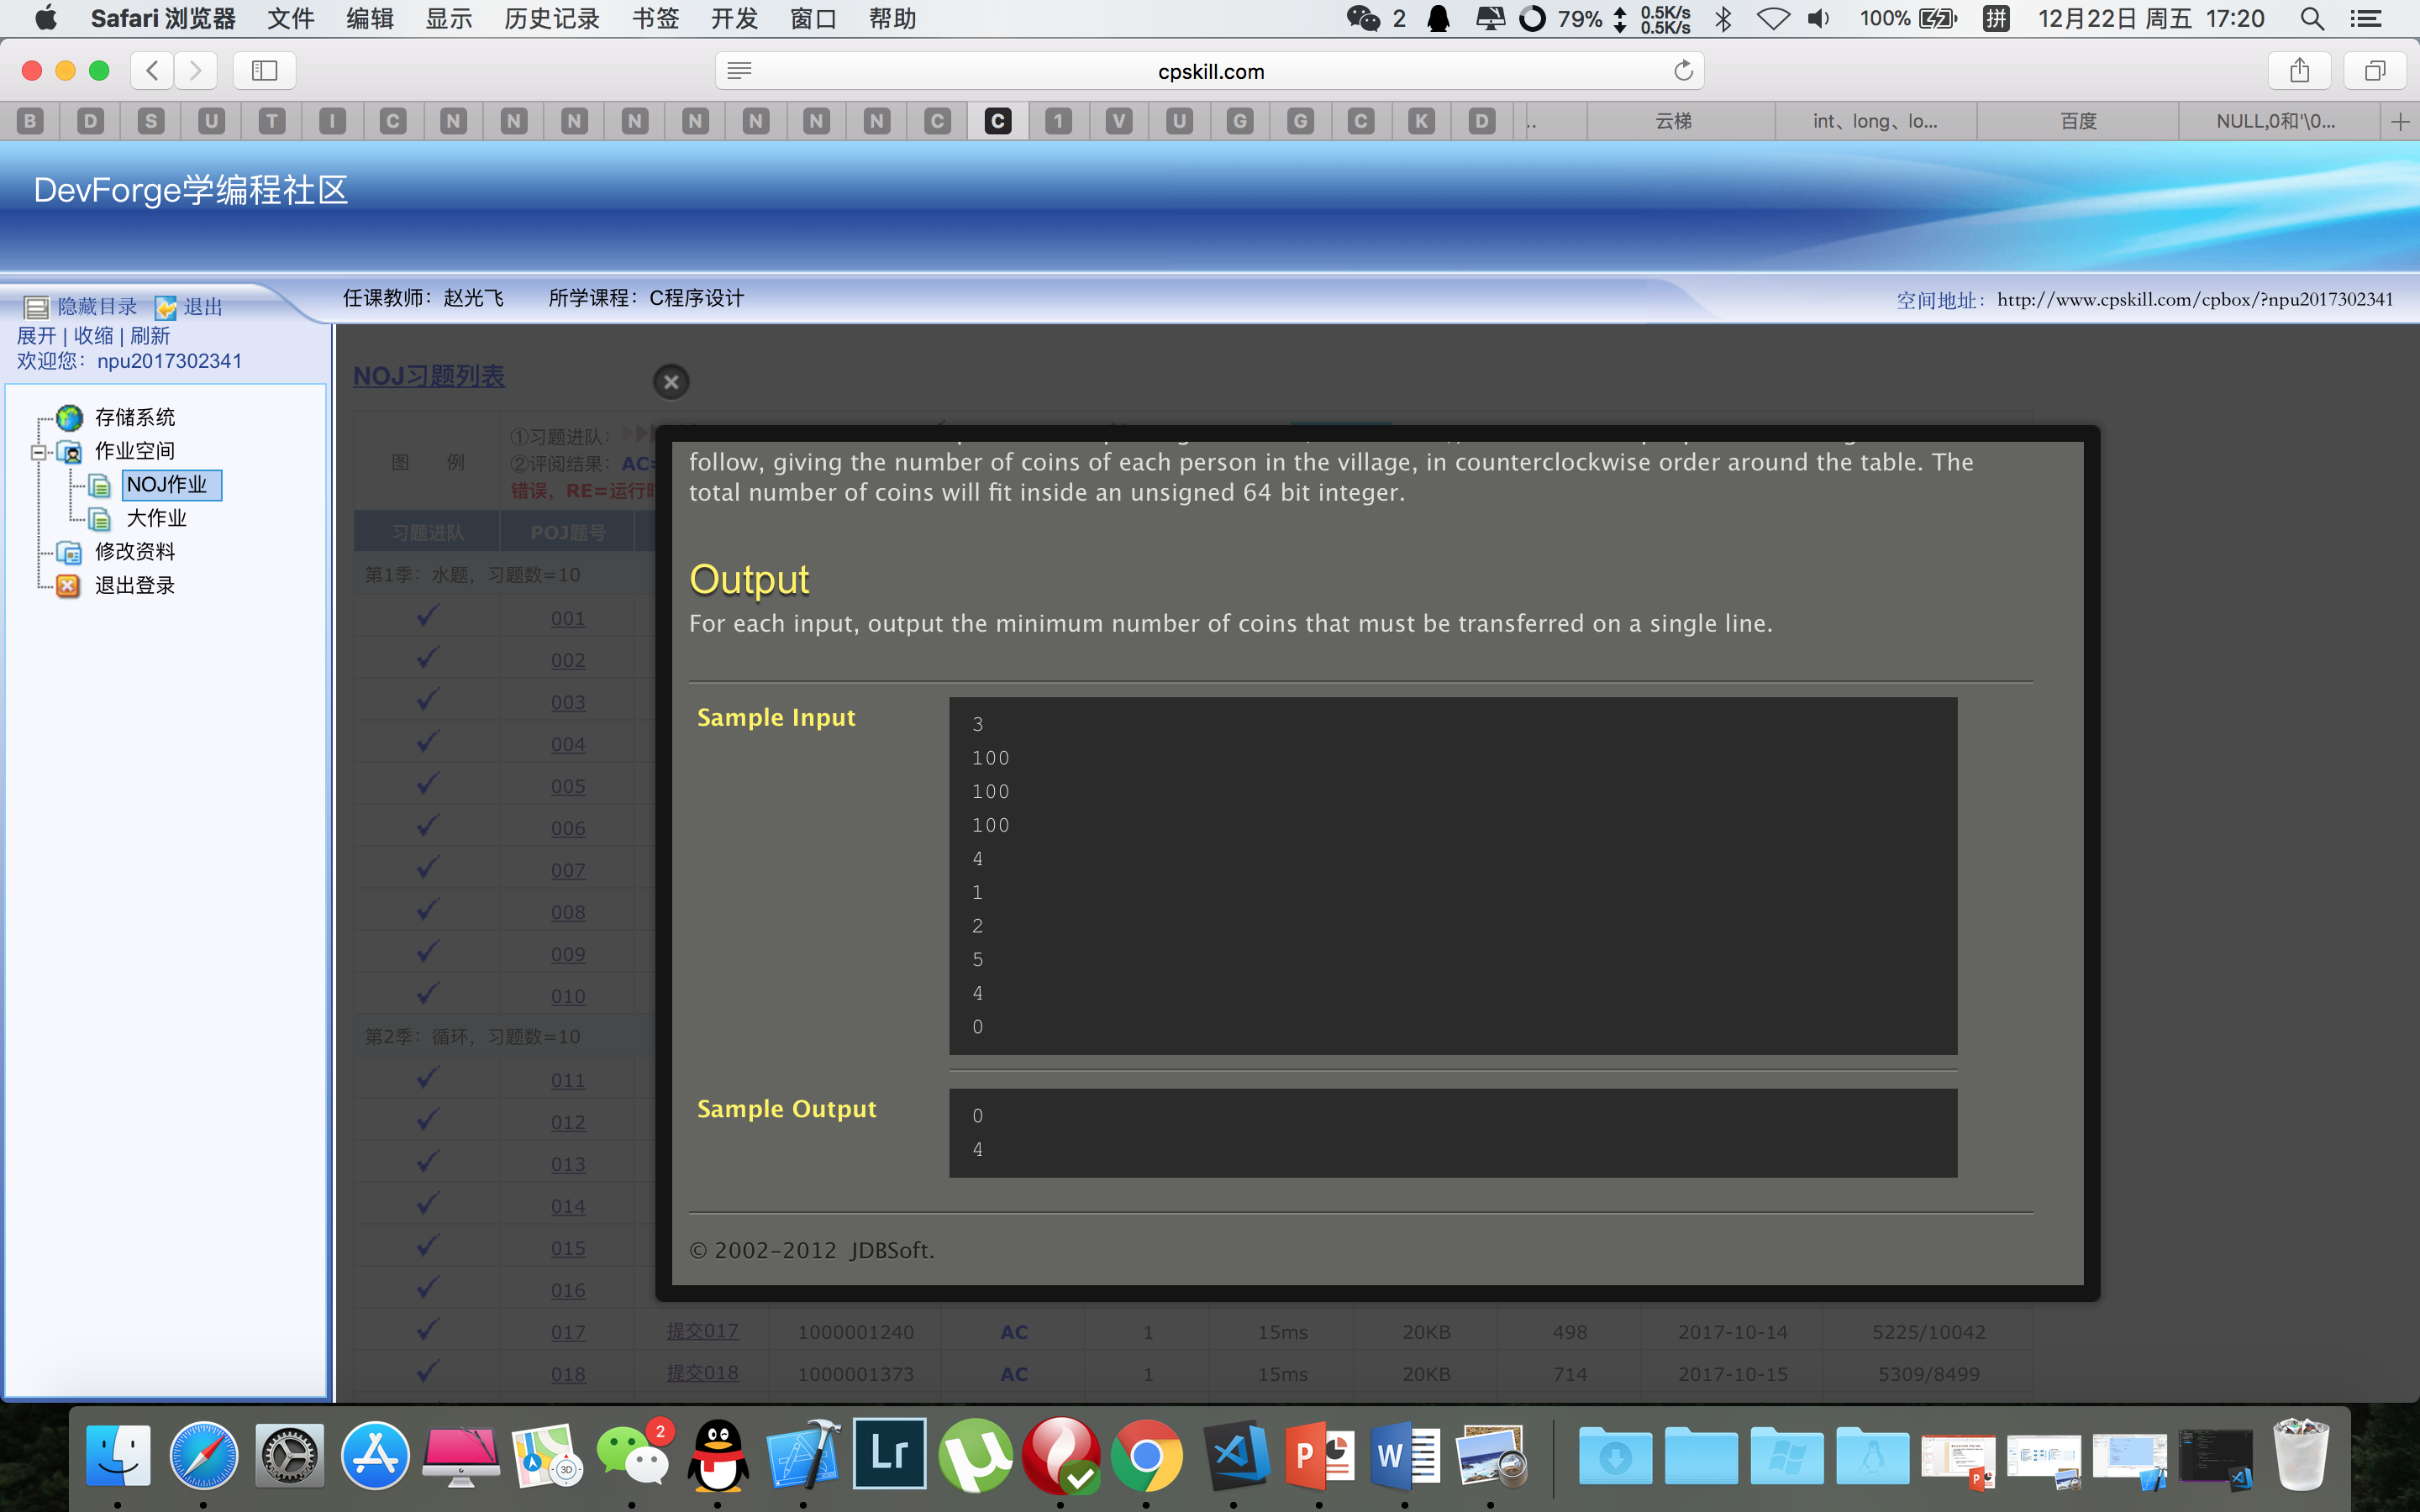 Safari 浏览器 文件 编辑 显示 历史记录 书签 开发 窗口 帮助 2 79% 0.5K/s 0.5K/s 100% 拼 12月22日 周五 17:20
cpskill.com
B D S U T I C N N N N N N N N C C 1 V U G G C K D .. 云梯 int、long、lo... 百度 NULL,0和'\0...
DevForge学编程社区
隐藏目录 退出 任课教师：赵光飞 所学课程：C程序设计 空间地址：http://www.cpskill.com/cpbox/?npu2017302341
展开 | 收缩 | 刷新
欢迎您：npu2017302341
存储系统
作业空间
NOJ作业
大作业
修改资料
退出登录
NOJ习题列表
图 例
①习题进队：
②评阅结果：AC=
错误，RE=运行时
习题进队 POJ题号
第1季：水题，习题数=10
001
002
003
004
005
006
007
008
009
010
第2季：循环，习题数=10
011
012
013
014
015
016
017 提交017 1000001240 AC 1 15ms 20KB 498 2017-10-14 5225/10042
018 提交018 1000001373 AC 1 15ms 20KB 714 2017-10-15 5309/8499
follow, giving the number of coins of each person in the village, in counterclockwise order around the table. The
total number of coins will fit inside an unsigned 64 bit integer.
Output
For each input, output the minimum number of coins that must be transferred on a single line.
Sample Input
3
100
100
100
4
1
2
5
4
0
Sample Output
0
4
© 2002-2012 JDBSoft.
3D 2 Lr P W